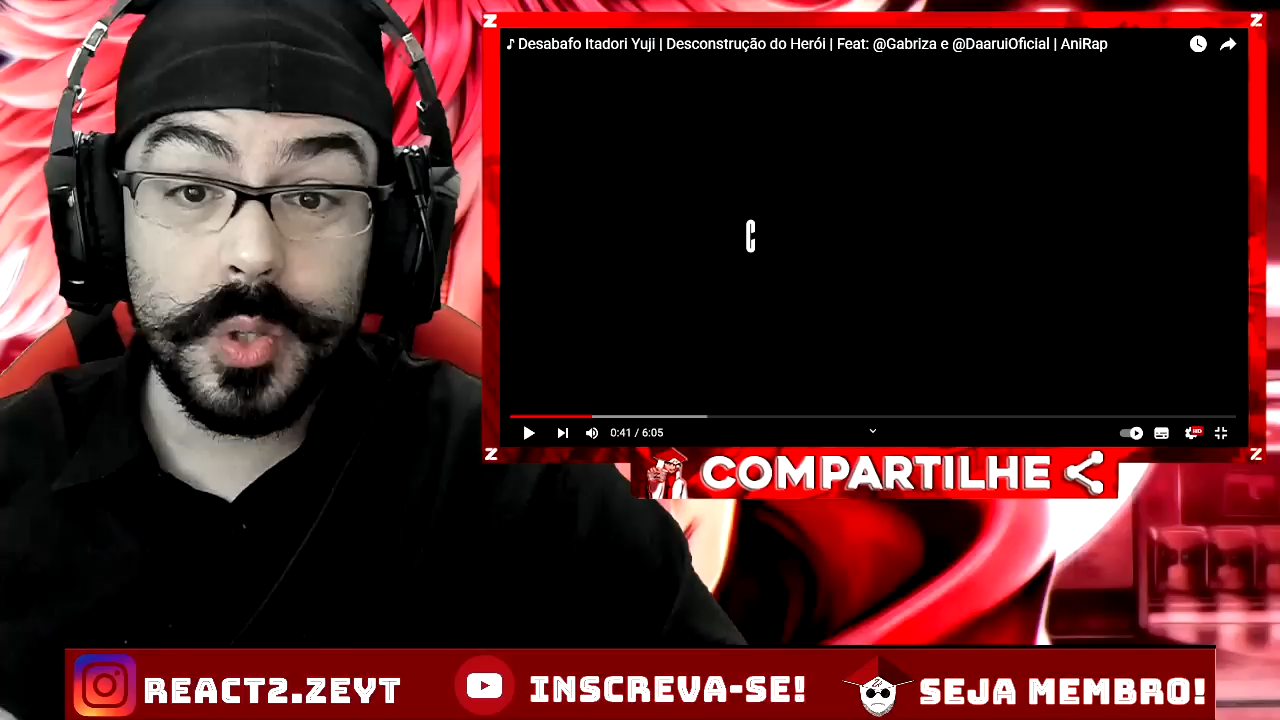 Z
Z
♪ Desabafo Itadori Yuji | Desconstrução do Herói | Feat: @Gabriza e @DaaruiOficial | AniRap
C
0:41 / 6:05
HD
Z
Z
COMPARTILHE
REACT2.ZEYT
INSCREVA-SE!
SEJA MEMBRO!